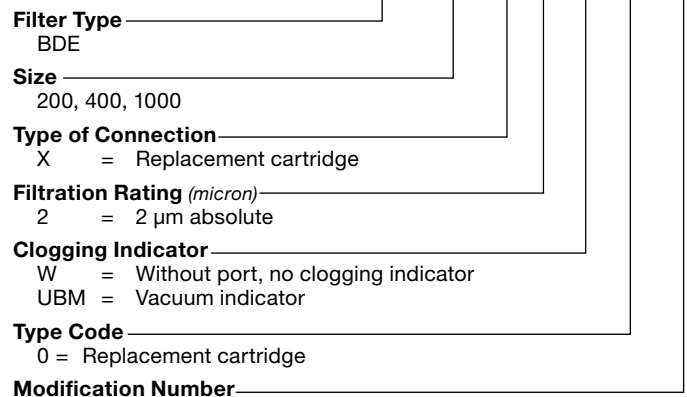 Filter Type
BDE
Size
200, 400, 1000
Type of Connection
X = Replacement cartridge
Filtration Rating (micron)
2 = 2 µm absolute
Clogging Indicator
W = Without port, no clogging indicator
UBM = Vacuum indicator
Type Code
0 = Replacement cartridge
Modification Number